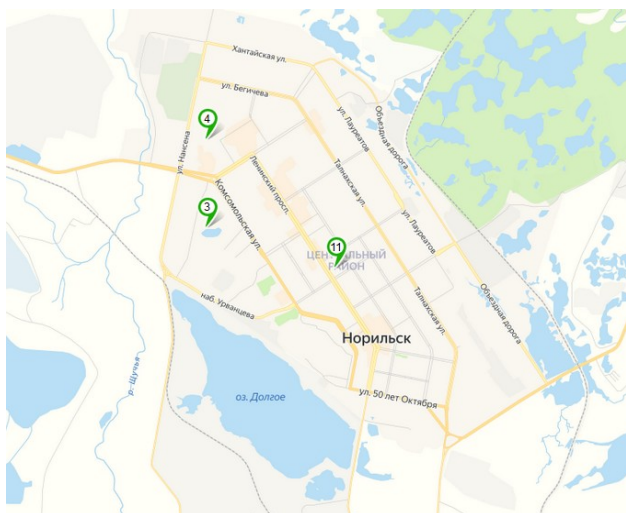 Хантайская ул.
ул. Бегичева
4
ул. Нансена
ул. Лауреатов
Объездная дорога
Ленинский просп.
Талнахская ул.
Комсомольская ул.
3
ул. Лауреатов
11
ЦЕНТРАЛЬНЫЙ
РАЙОН
наб. Урванцева
Талнахская ул.
Объездная дорога
Норильск
р. Щучья
оз. Долгое
ул. 50 лет Октября